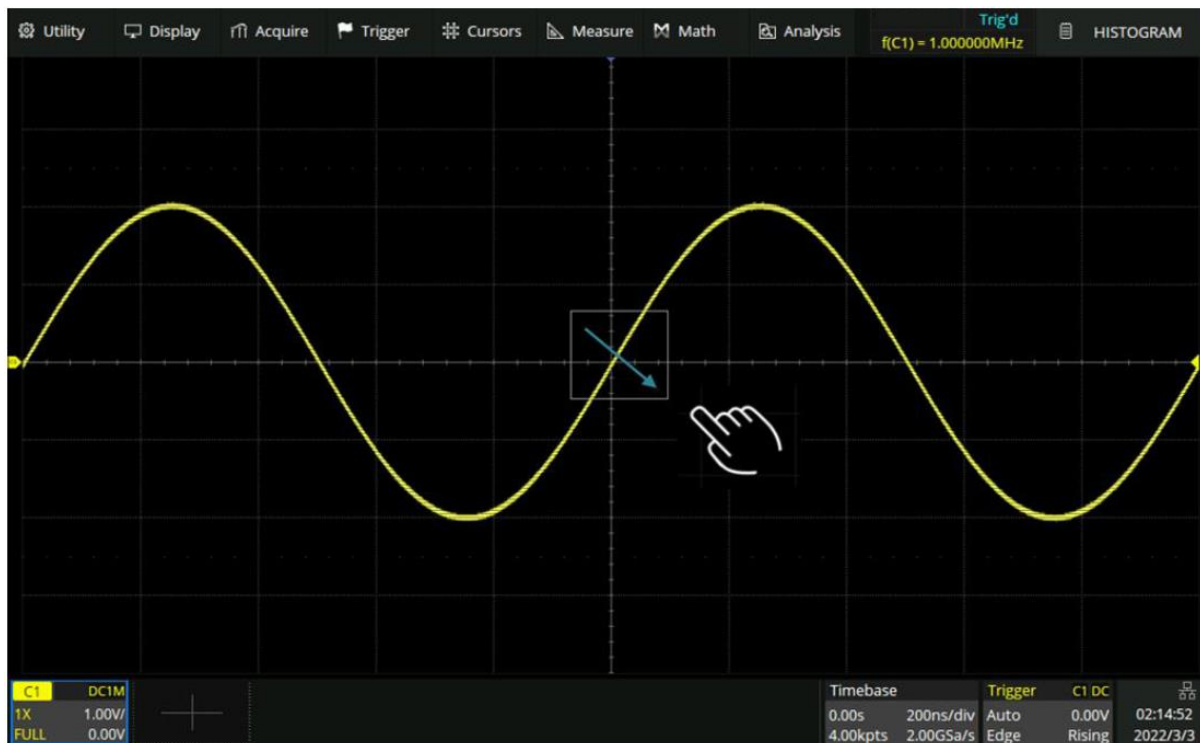 Utility Display Acquire Trigger Cursors Measure Math Analysis Trig'd HISTOGRAM
f(C1) = 1.000000MHz
C1 DC1M Timebase Trigger C1 DC
1X 1.00V/ 0.00s 200ns/div Auto 0.00V 02:14:52
FULL 0.00V 4.00kpts 2.00GSa/s Edge Rising 2022/3/3